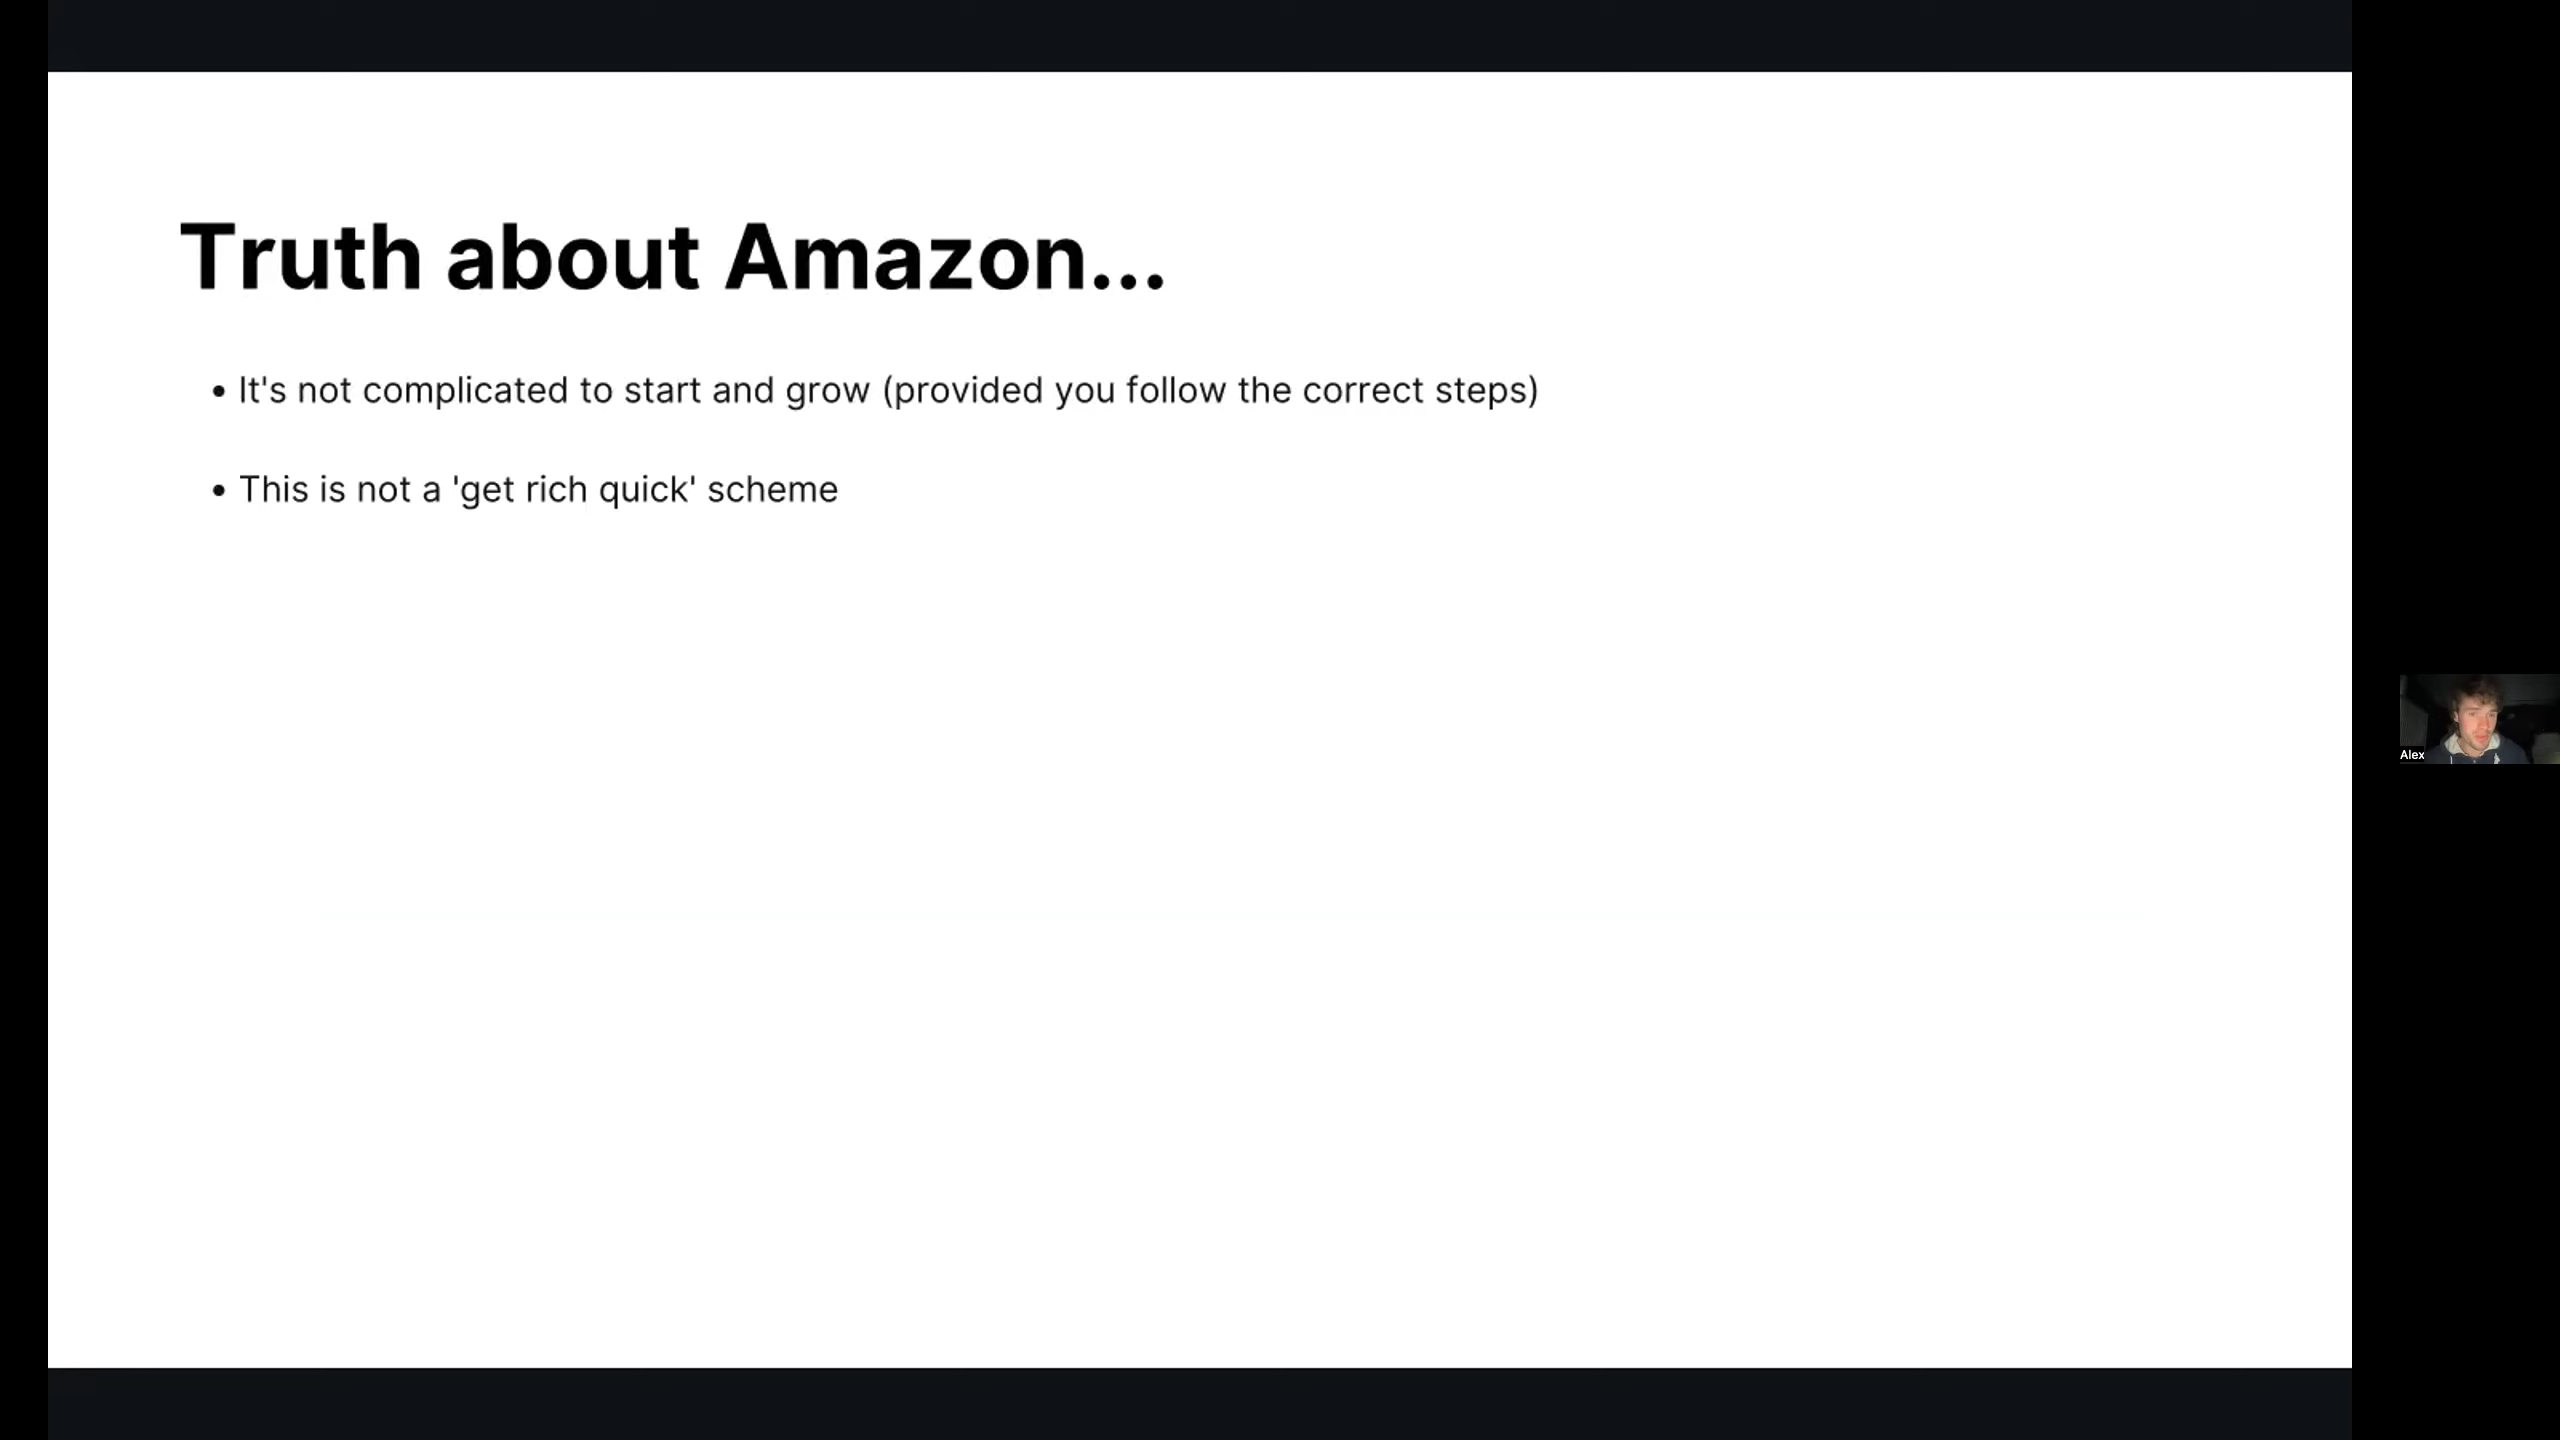 Truth about Amazon...
• It's not complicated to start and grow (provided you follow the correct steps)
• This is not a 'get rich quick' scheme
Alex